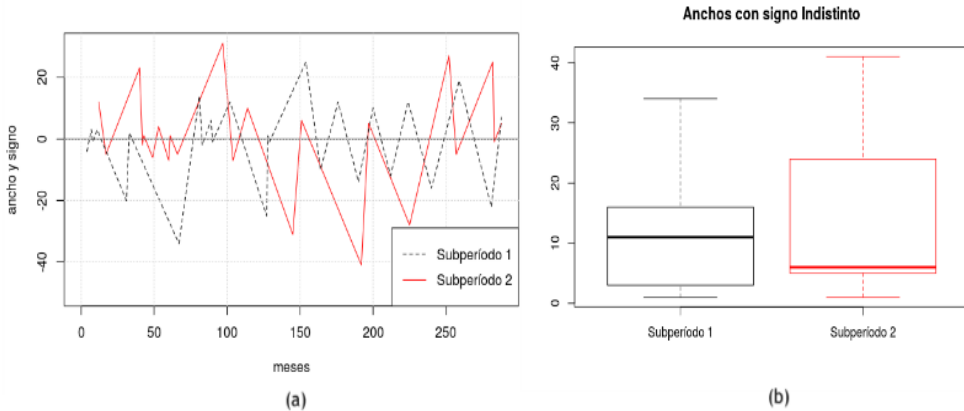 Anchos con signo Indistinto
ancho y signo
20
0
-20
-40
Subperíodo 1
Subperíodo 2
0 50 100 150 200 250
meses
(a)
40
30
20
10
0
Subperíodo 1 Subperíodo 2
(b)